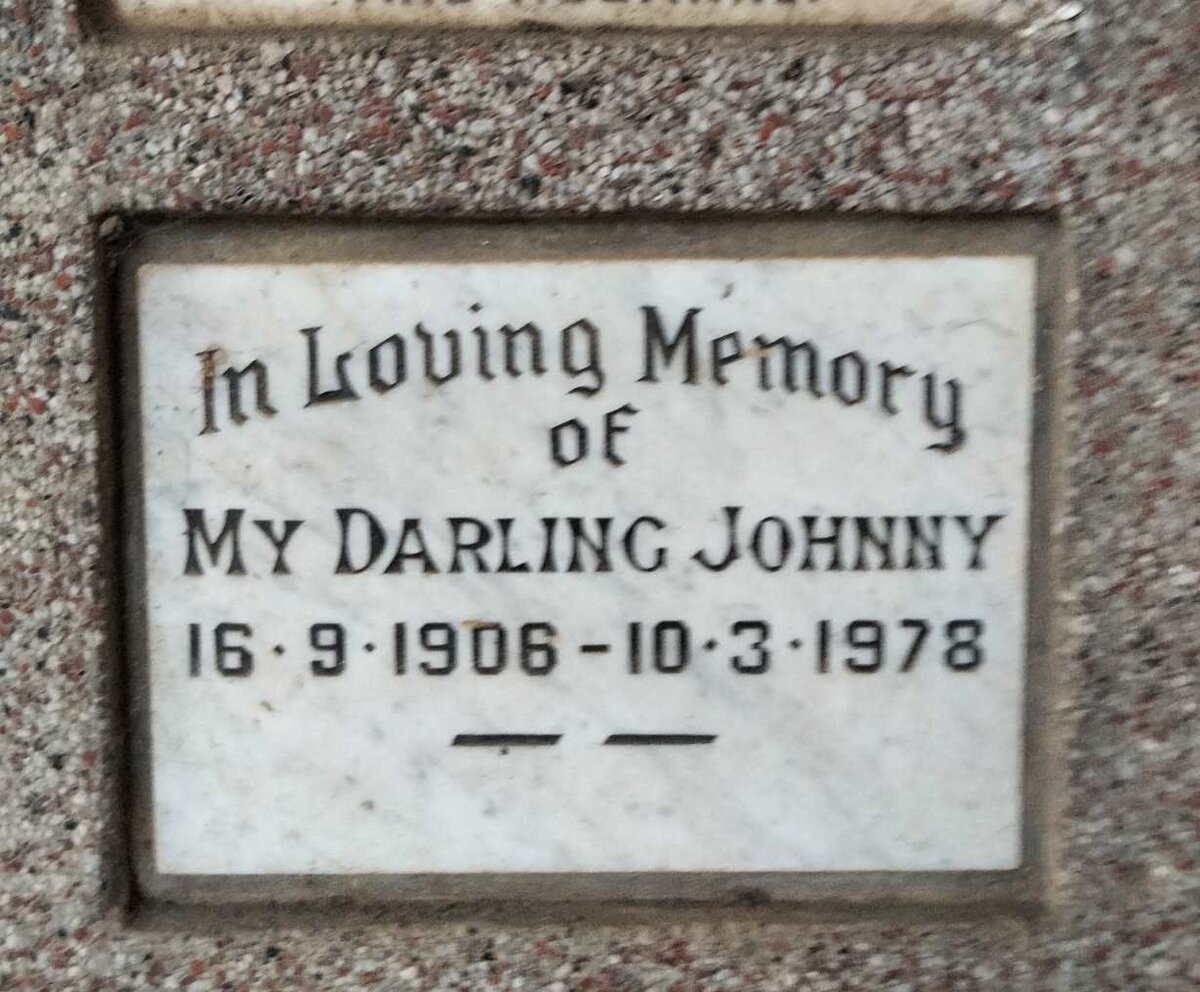 In Loving Memory
of
MY DARLING JOHNNY
16·9·1906 – 10·3·1978